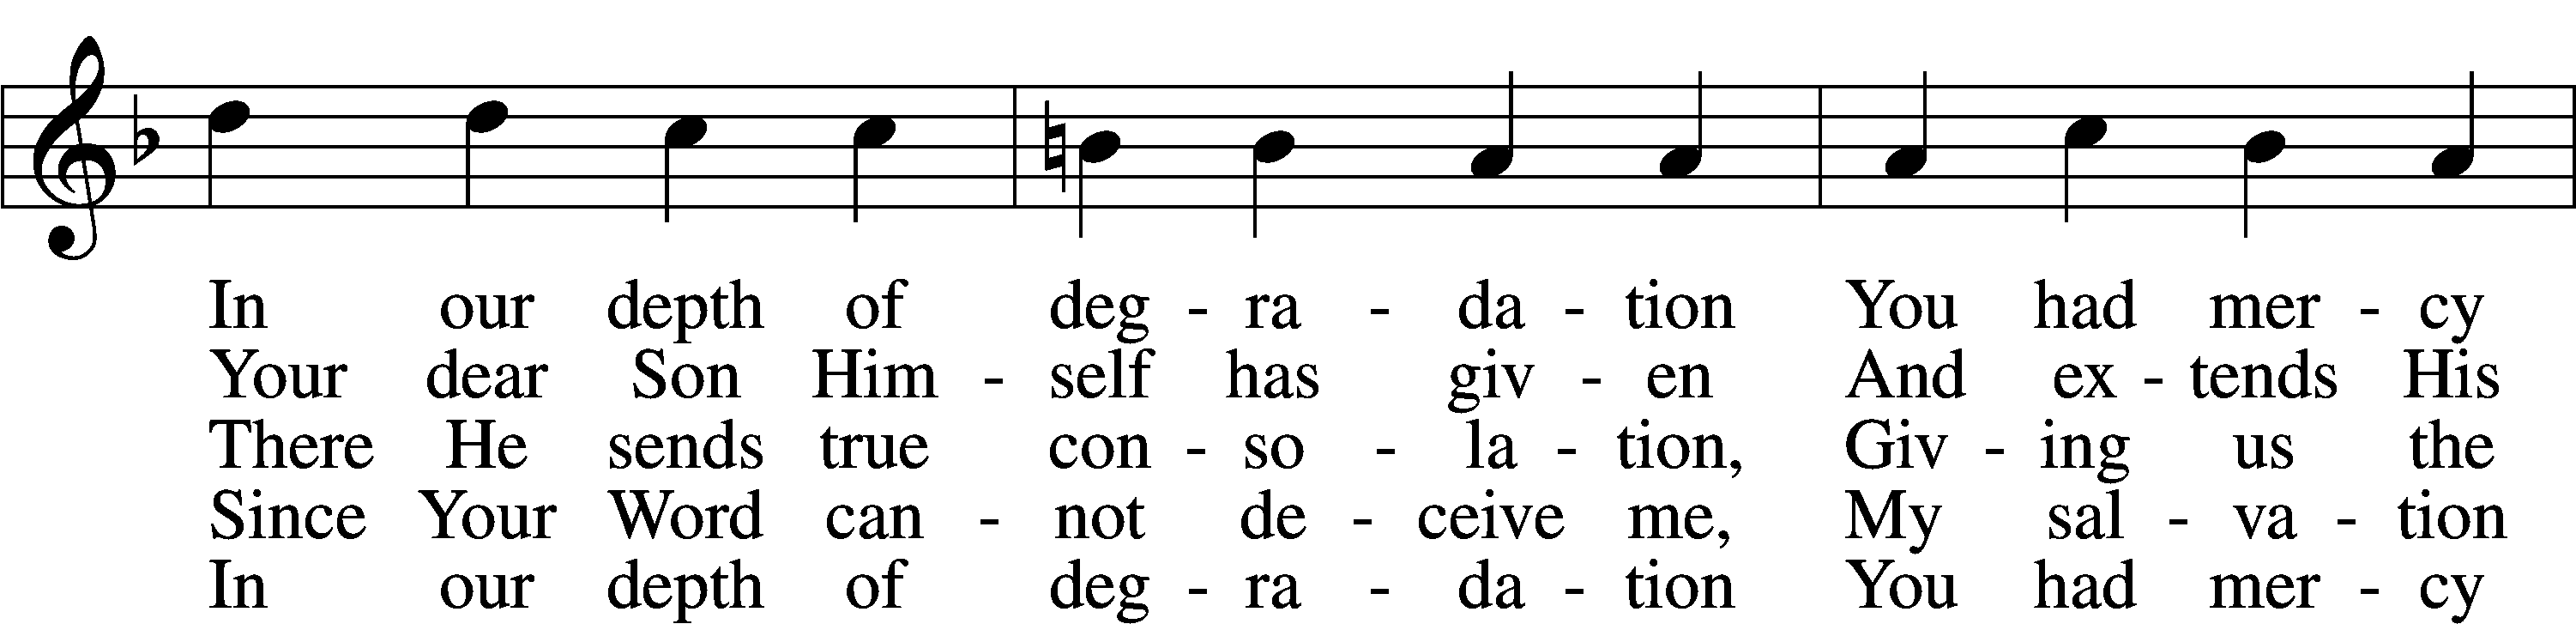 In our depth of deg - ra - da - tion You had mer - cy
Your dear Son Him - self has giv - en And ex - tends His
There He sends true con - so - la - tion, Giv - ing us the
Since Your Word can - not de - ceive me, My sal - va - tion
In our depth of deg - ra - da - tion You had mer - cy